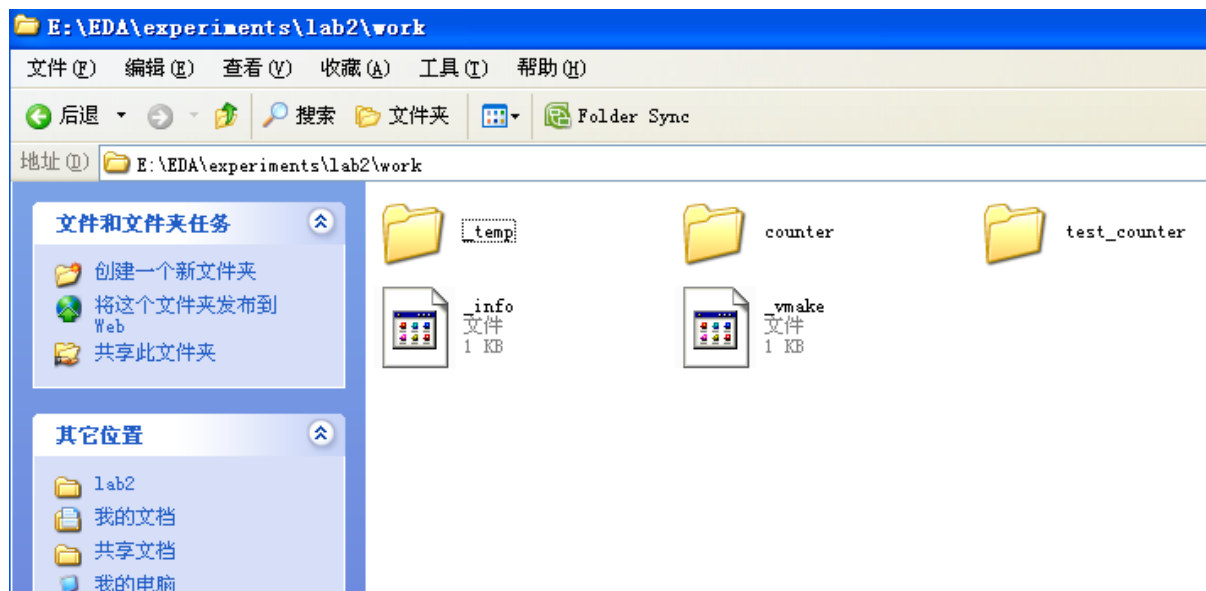 E:\EDA\experiments\lab2\work
文件(F) 编辑(E) 查看(V) 收藏(A) 工具(T) 帮助(H)
后退 搜索 文件夹 Folder Sync
地址(D) E:\EDA\experiments\lab2\work
文件和文件夹任务
创建一个新文件夹
将这个文件夹发布到
Web
共享此文件夹
其它位置
lab2
我的文档
共享文档
我的电脑
_temp counter test_counter
_info _vmake
文件 文件
1 KB 1 KB